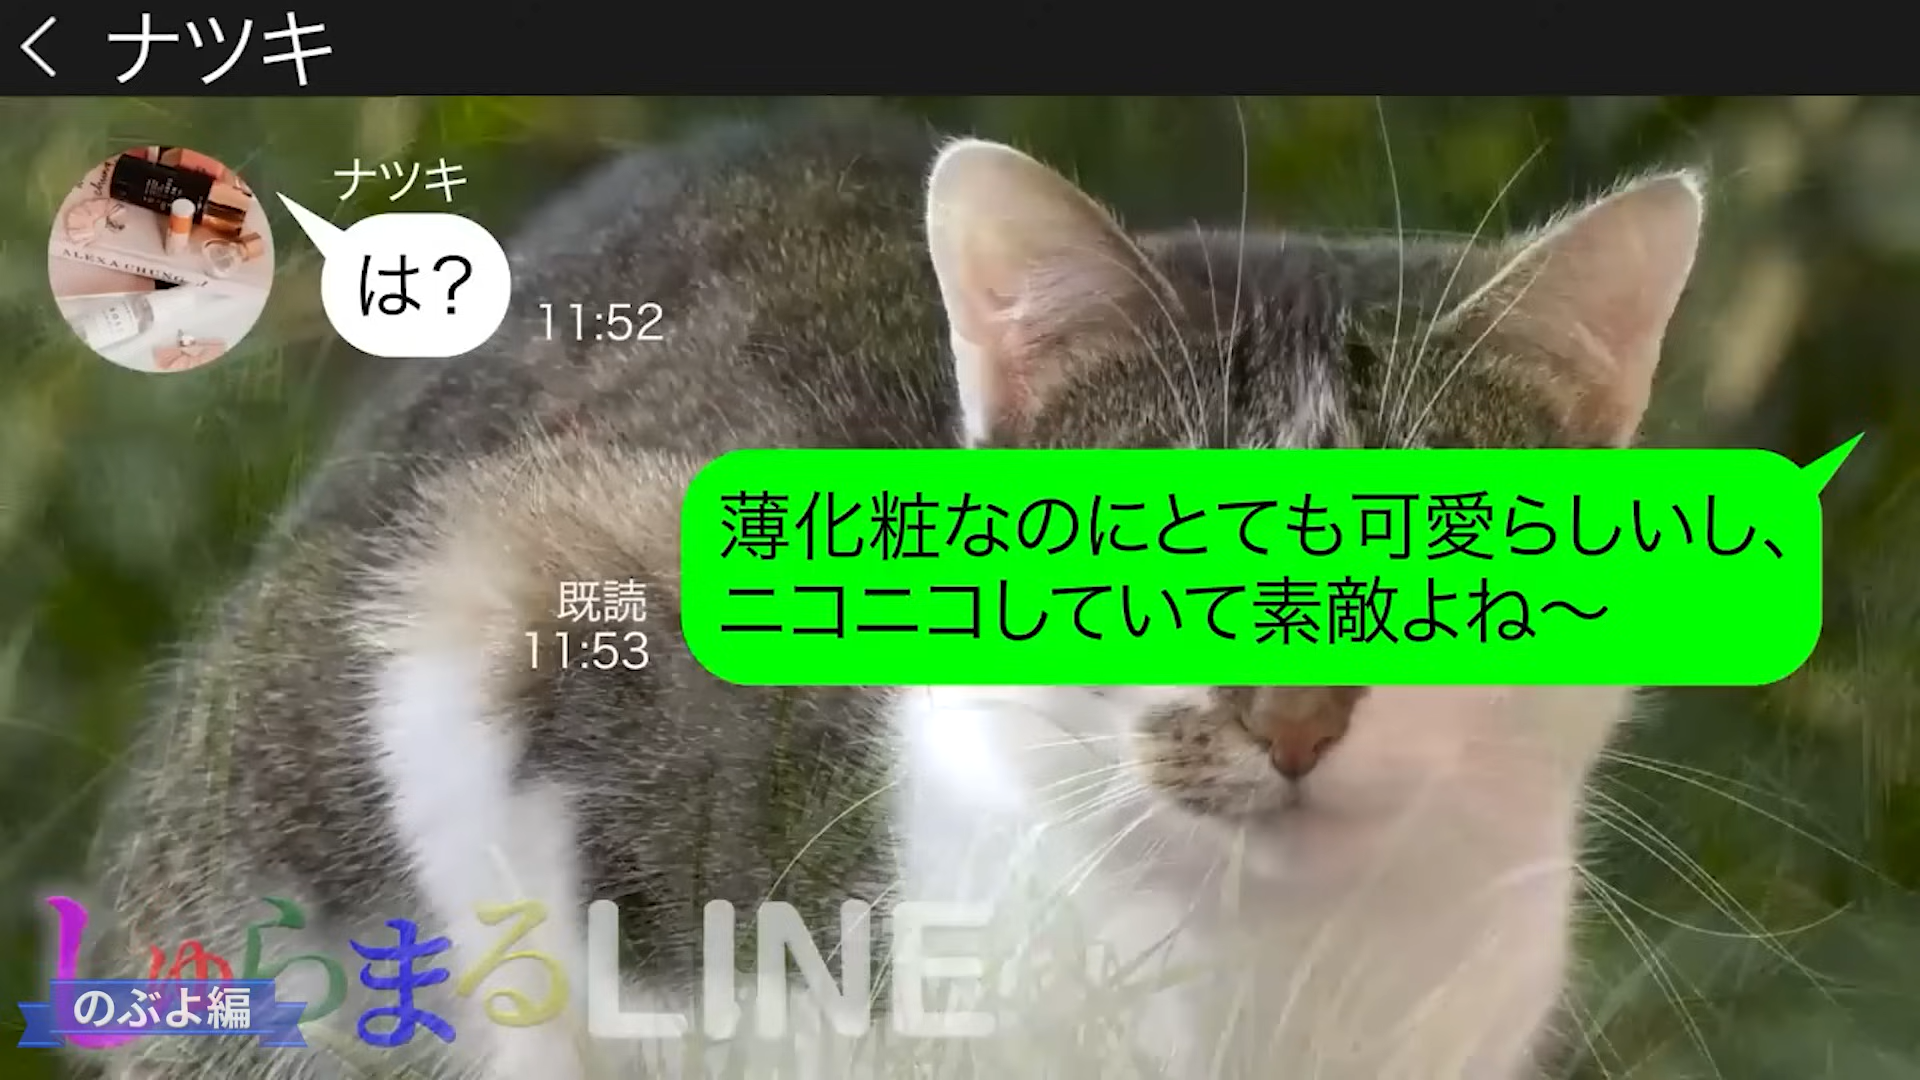 ナツキ
ナツキ
は？
11:52
薄化粧なのにとても可愛らしいし、
ニコニコしていて素敵よね～
既読
11:53
しゅらまるLINE
のぶよ編
ALEXA CHUNG